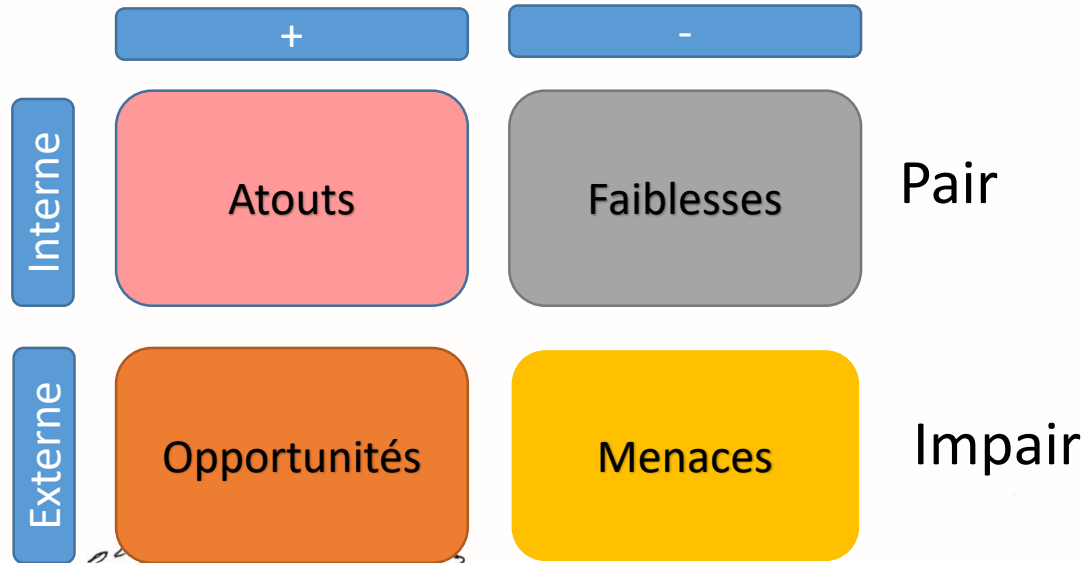 +
-
Interne
Atouts
Faiblesses
Pair
Externe
Opportunités
Menaces
Impair